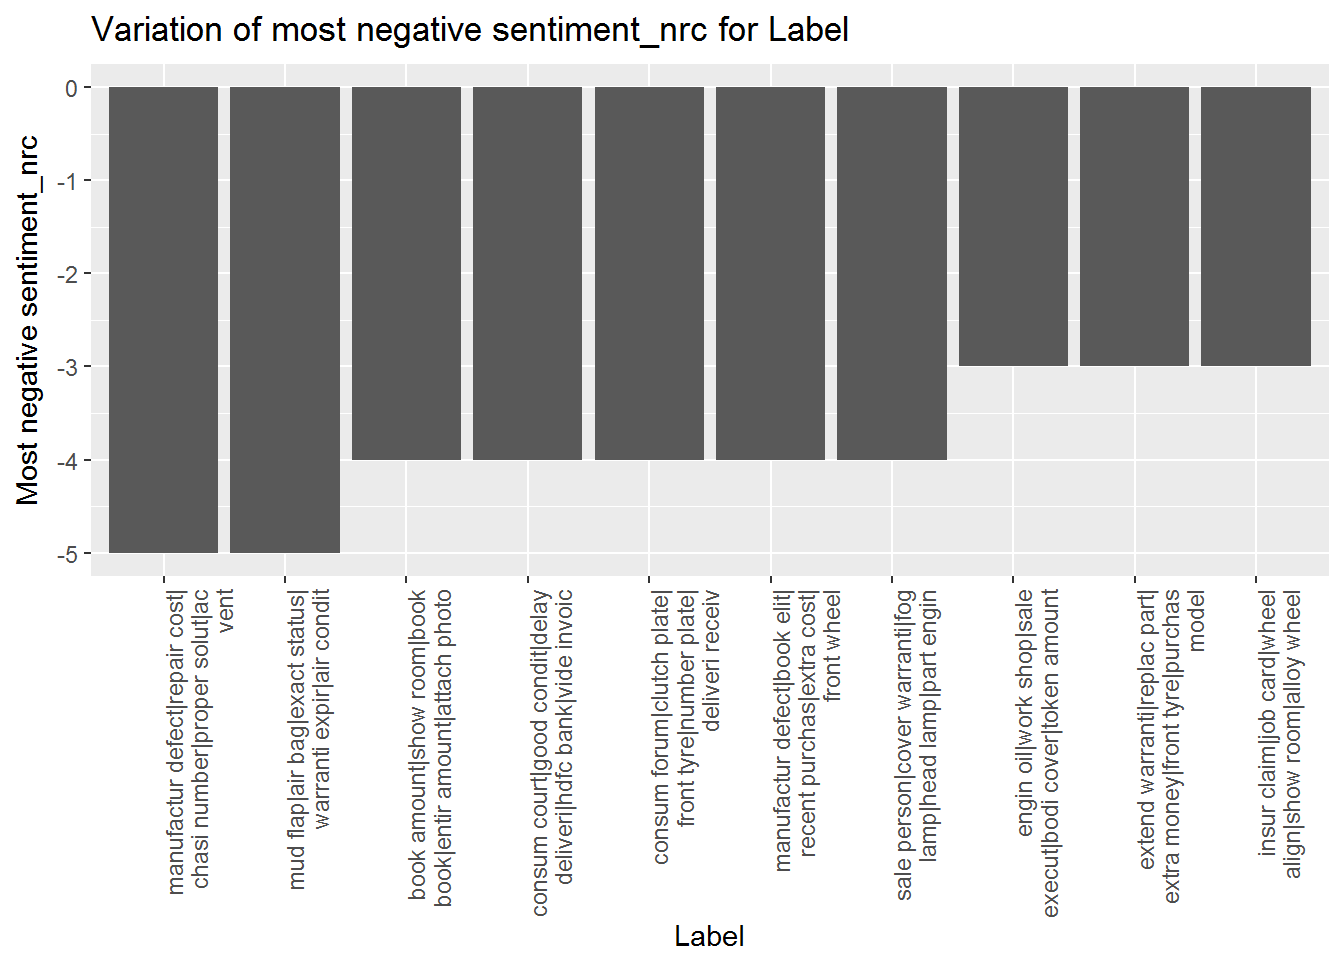 Variation of most negative sentiment_nrc for Label
Most negative sentiment_nrc
0
-1
-2
-3
-4
-5
manufactur defect|repair cost|
chasi number|proper solut|ac
vent
mud flap|air bag|exact status|
warranti expir|air condit
book amount|show room|book
book|entir amount|attach photo
consum court|good condit|delay
deliveri|hdfc bank|vide invoic
consum forum|clutch plate|
front tyre|number plate|
deliveri receiv
manufactur defect|book elit|
recent purchas|extra cost|
front wheel
sale person|cover warranti|fog
lamp|head lamp|part engin
engin oil|work shop|sale
execut|bodi cover|token amount
extend warranti|replac part|
extra money|front tyre|purchas
model
insur claim|job card|wheel
align|show room|alloy wheel
Label